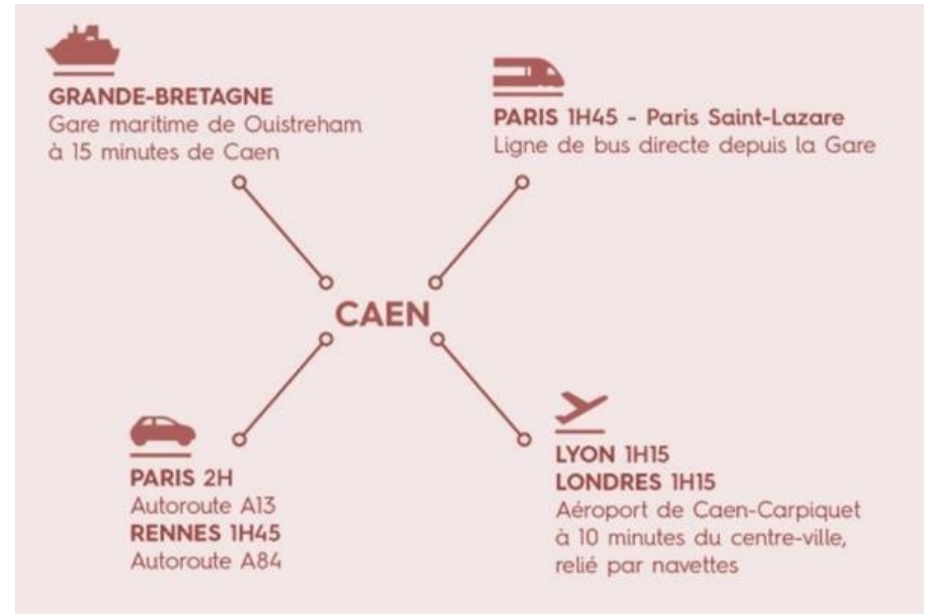 GRANDE-BRETAGNE
Gare maritime de Ouistreham
à 15 minutes de Caen
PARIS 1H45 - Paris Saint-Lazare
Ligne de bus directe depuis la Gare
CAEN
PARIS 2H
Autoroute A13
RENNES 1H45
Autoroute A84
LYON 1H15
LONDRES 1H15
Aéroport de Caen-Carpiquet
à 10 minutes du centre-ville,
relié par navettes